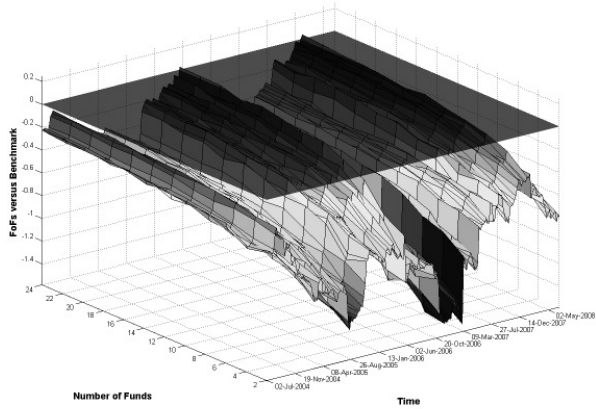 0.2
0
-0.2
-0.4
-0.6
-0.8
-1
-1.2
-1.4
FoFs versus Benchmark
24
22
20
18
16
14
12
10
8
6
4
2
Number of Funds
02-Jul-2004
19-Nov-2004
08-Apr-2005
26-Aug-2005
13-Jan-2006
02-Jun-2006
20-Oct-2006
09-Mar-2007
27-Jul-2007
14-Dec-2007
02-May-2008
Time